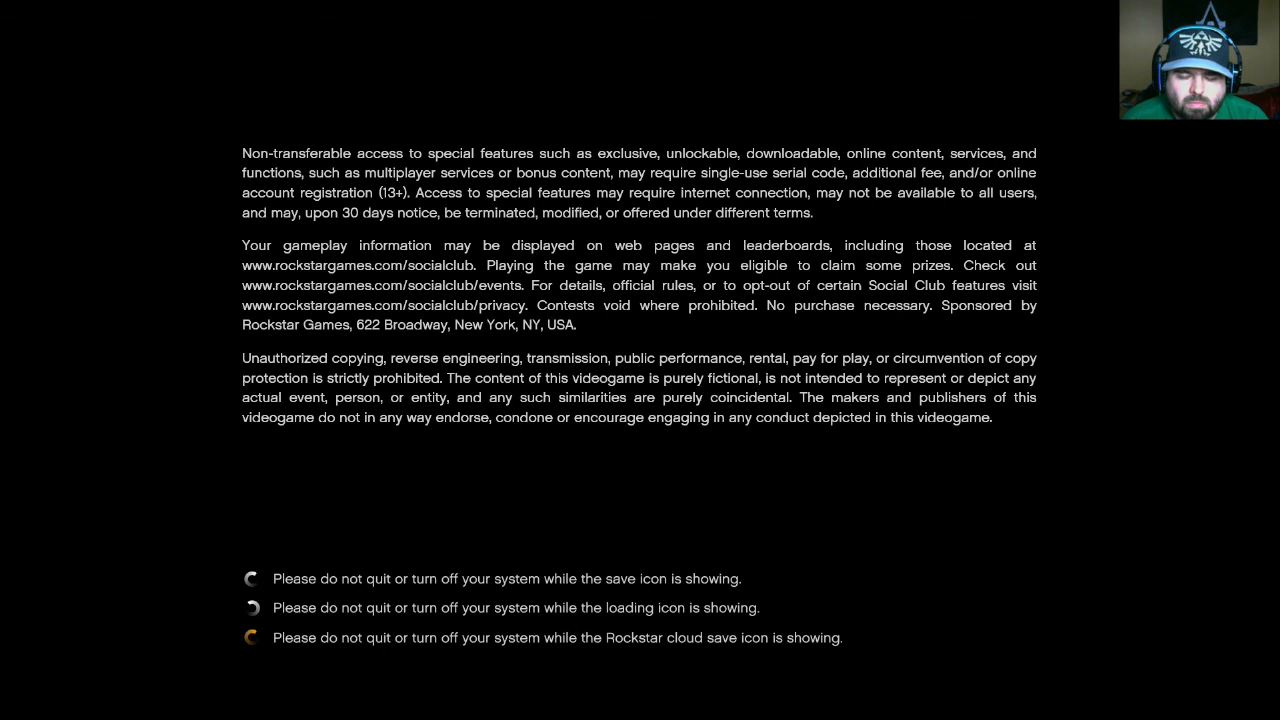 Non-transferable access to special features such as exclusive, unlockable, downloadable, online content, services, and
functions, such as multiplayer services or bonus content, may require single-use serial code, additional fee, and/or online
account registration (13+). Access to special features may require internet connection, may not be available to all users,
and may, upon 30 days notice, be terminated, modified, or offered under different terms.
Your gameplay information may be displayed on web pages and leaderboards, including those located at
www.rockstargames.com/socialclub. Playing the game may make you eligible to claim some prizes. Check out
www.rockstargames.com/socialclub/events. For details, official rules, or to opt-out of certain Social Club features visit
www.rockstargames.com/socialclub/privacy. Contests void where prohibited. No purchase necessary. Sponsored by
Rockstar Games, 622 Broadway, New York, NY, USA.
Unauthorized copying, reverse engineering, transmission, public performance, rental, pay for play, or circumvention of copy
protection is strictly prohibited. The content of this videogame is purely fictional, is not intended to represent or depict any
actual event, person, or entity, and any such similarities are purely coincidental. The makers and publishers of this
videogame do not in any way endorse, condone or encourage engaging in any conduct depicted in this videogame.
Please do not quit or turn off your system while the save icon is showing.
Please do not quit or turn off your system while the loading icon is showing.
Please do not quit or turn off your system while the Rockstar cloud save icon is showing.